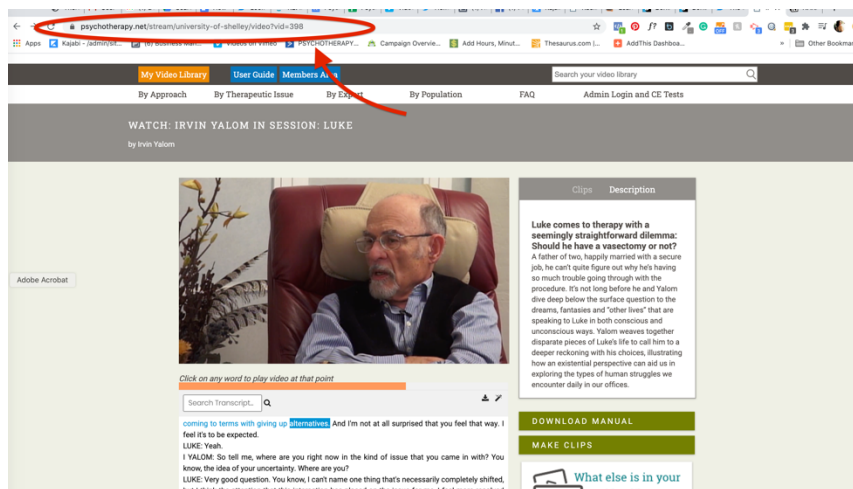 psychotherapy.net/stream/university-of-shelley/video?vid=398
Apps
Kajabi - /admin/sit...
Videos on Vimeo
PSYCHOTHERAPY...
Campaign Overvie...
Add Hours, Minut...
Thesaurus.com |...
AddThis Dashboa...
»
Other Bookmar
My Video Library
User Guide
Members Area
Search your video library
By Approach
By Therapeutic Issue
By Expert
By Population
FAQ
Admin Login and CE Tests
WATCH: IRVIN YALOM IN SESSION: LUKE
by Irvin Yalom
Adobe Acrobat
Click on any word to play video at that point
Search Transcript...
coming to terms with giving up alternatives. And I'm not at all surprised that you feel that way. I
feel it's to be expected.
LUKE: Yeah.
I YALOM: So tell me, where are you right now in the kind of issue that you came in with? You
know, the idea of your uncertainty. Where are you?
LUKE: Very good question. You know, I can't name one thing that's necessarily completely shifted,
Clips
Description
Luke comes to therapy with a
seemingly straightforward dilemma:
Should he have a vasectomy or not?
A father of two, happily married with a secure
job, he can't quite figure out why he's having
so much trouble going through with the
procedure. It's not long before he and Yalom
dive deep below the surface question to the
dreams, fantasies and "other lives" that are
speaking to Luke in both conscious and
unconscious ways. Yalom weaves together
disparate pieces of Luke's life to call him to a
deeper reckoning with his choices, illustrating
how an existential perspective can aid us in
exploring the types of human struggles we
encounter daily in our offices.
DOWNLOAD MANUAL
MAKE CLIPS
What else is in your